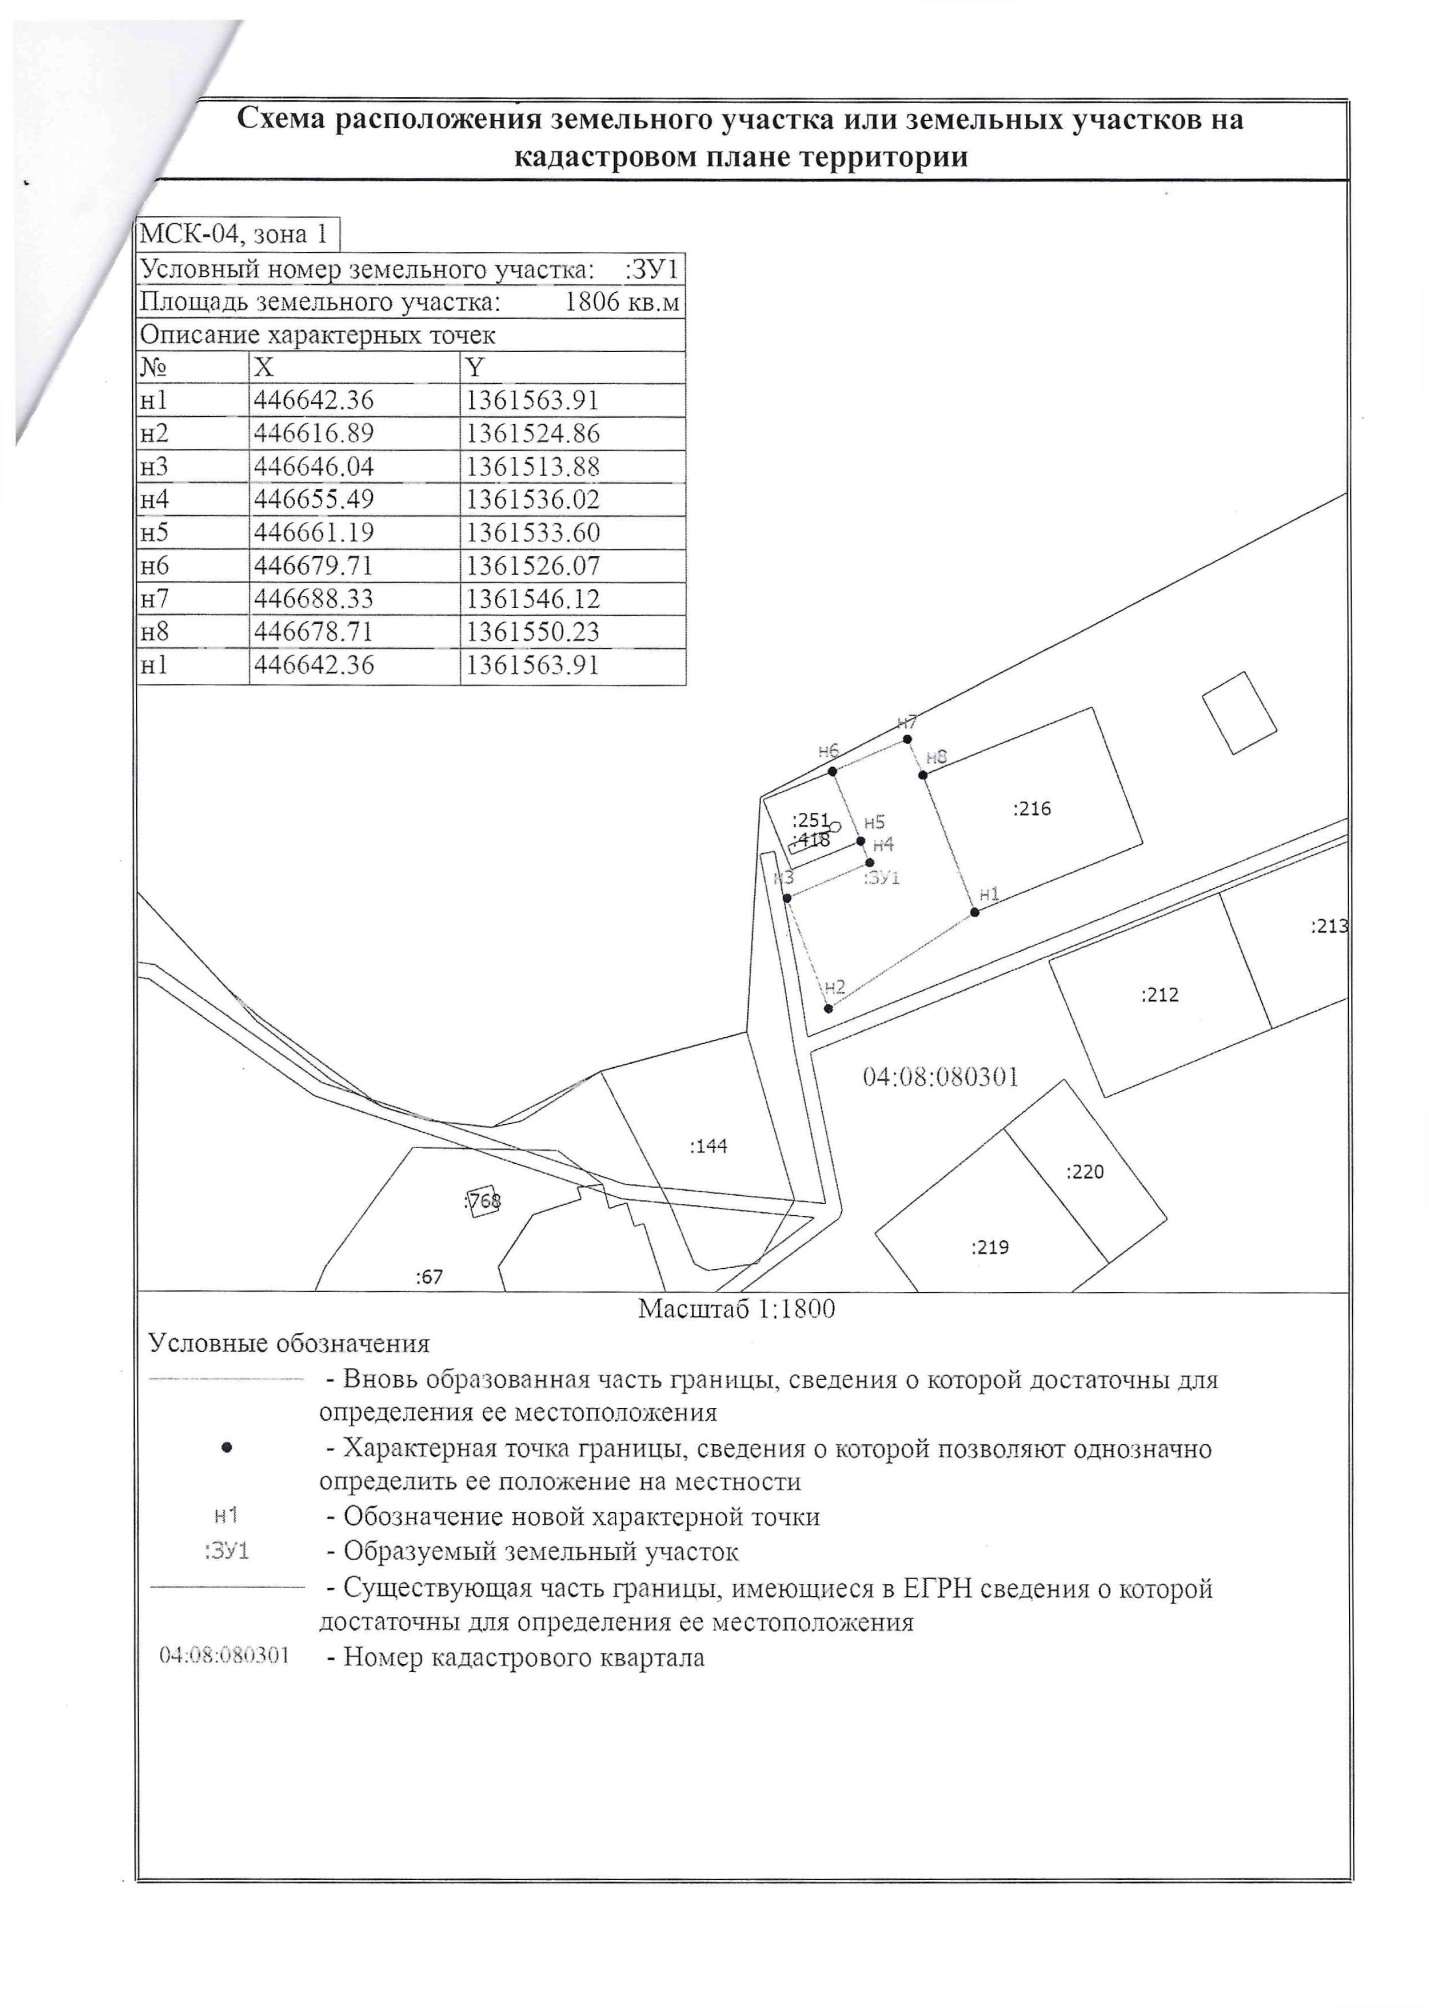 Схема расположения земельного участка или земельных участков на
кадастровом плане территории
МСК-04, зона 1
Условный номер земельного участка: :ЗУ1
Площадь земельного участка: 1806 кв.м
Описание характерных точек
№ X Y
н1 446642.36 1361563.91
н2 446616.89 1361524.86
н3 446646.04 1361513.88
н4 446655.49 1361536.02
н5 446661.19 1361533.60
н6 446679.71 1361526.07
н7 446688.33 1361546.12
н8 446678.71 1361550.23
н1 446642.36 1361563.91
н7
н6
н8
:251
:216
н5
:418
н4
н3
:ЗУ1
н1
:213
н2
:212
04:08:080301
:144
:220
:768
:219
:67
Масштаб 1:1800
Условные обозначения
- Вновь образованная часть границы, сведения о которой достаточны для
определения ее местоположения
- Характерная точка границы, сведения о которой позволяют однозначно
определить ее положение на местности
н1 - Обозначение новой характерной точки
:ЗУ1 - Образуемый земельный участок
- Существующая часть границы, имеющиеся в ЕГРН сведения о которой
достаточны для определения ее местоположения
04:08:080301 - Номер кадастрового квартала